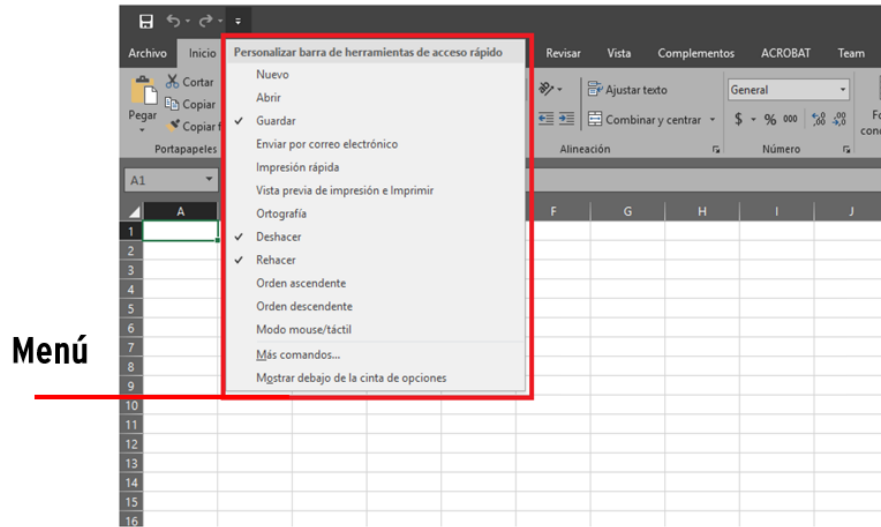 Archivo Inicio Personalizar barra de herramientas de acceso rápido Revisar Vista Complementos ACROBAT Team
Nuevo
Abrir
Guardar
Enviar por correo electrónico
Impresión rápida
Vista previa de impresión e Imprimir
Ortografía
Deshacer
Rehacer
Orden ascendente
Orden descendente
Modo mouse/táctil
Más comandos...
Mostrar debajo de la cinta de opciones
Pegar
Cortar
Copiar
Copiar f
Portapapeles
Ajustar texto
Combinar y centrar
Alineación
General
$ % 000
Número
A1
A F G H I J
1
2
3
4
5
6
7
8
9
10
11
12
13
14
15
16
Menú